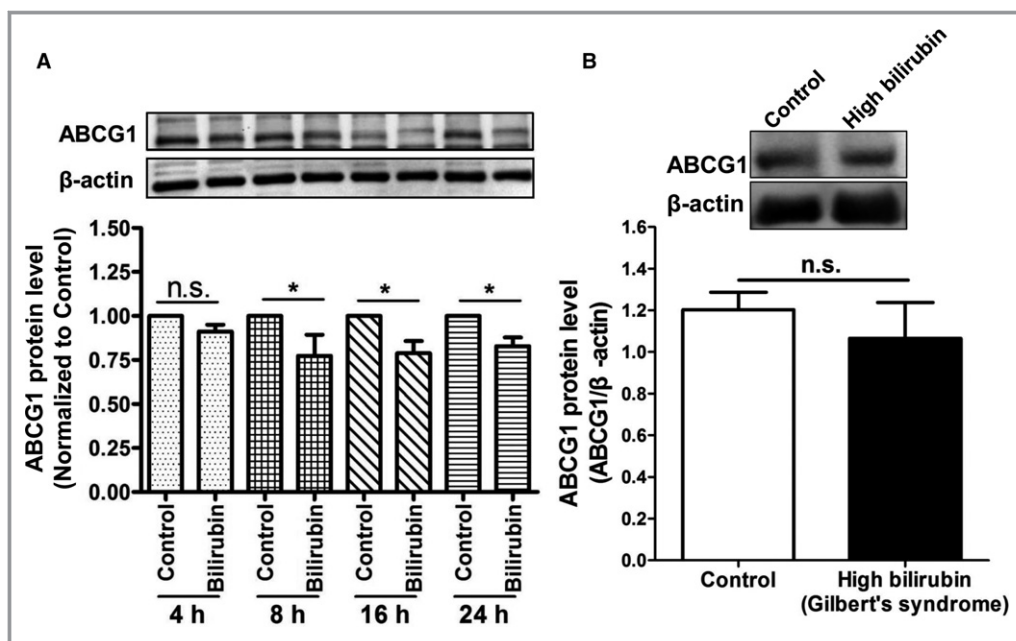 A
ABCG1
β-actin
ABCG1 protein level
(Normalized to Control)
1.50
1.25
1.00
0.75
0.50
0.25
0.00
n.s.
*
*
*
Control
Bilirubin
Control
Bilirubin
Control
Bilirubin
Control
Bilirubin
4 h
8 h
16 h
24 h
B
Control
High bilirubin
ABCG1
β-actin
ABCG1 protein level
(ABCG1/β -actin)
1.6
1.4
1.2
1.0
0.8
0.6
0.4
0.2
0.0
n.s.
Control
High bilirubin
(Gilbert's syndrome)